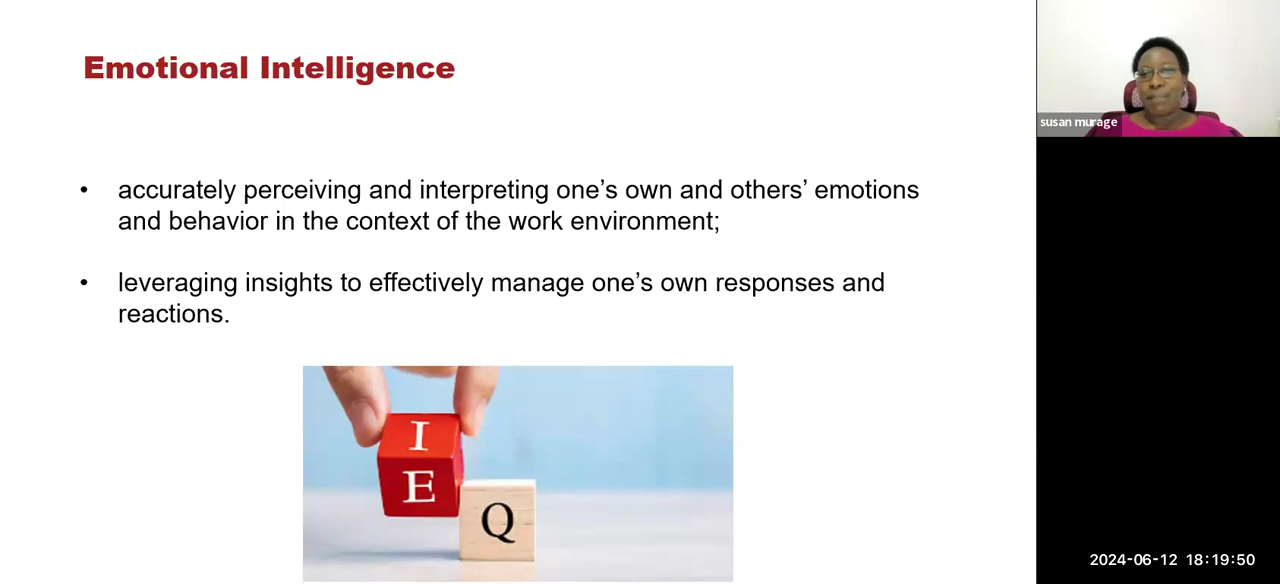 Emotional Intelligence
• accurately perceiving and interpreting one’s own and others’ emotions
and behavior in the context of the work environment;
• leveraging insights to effectively manage one’s own responses and
reactions.
I
E
Q
susan murage
2024-06-12 18:19:50